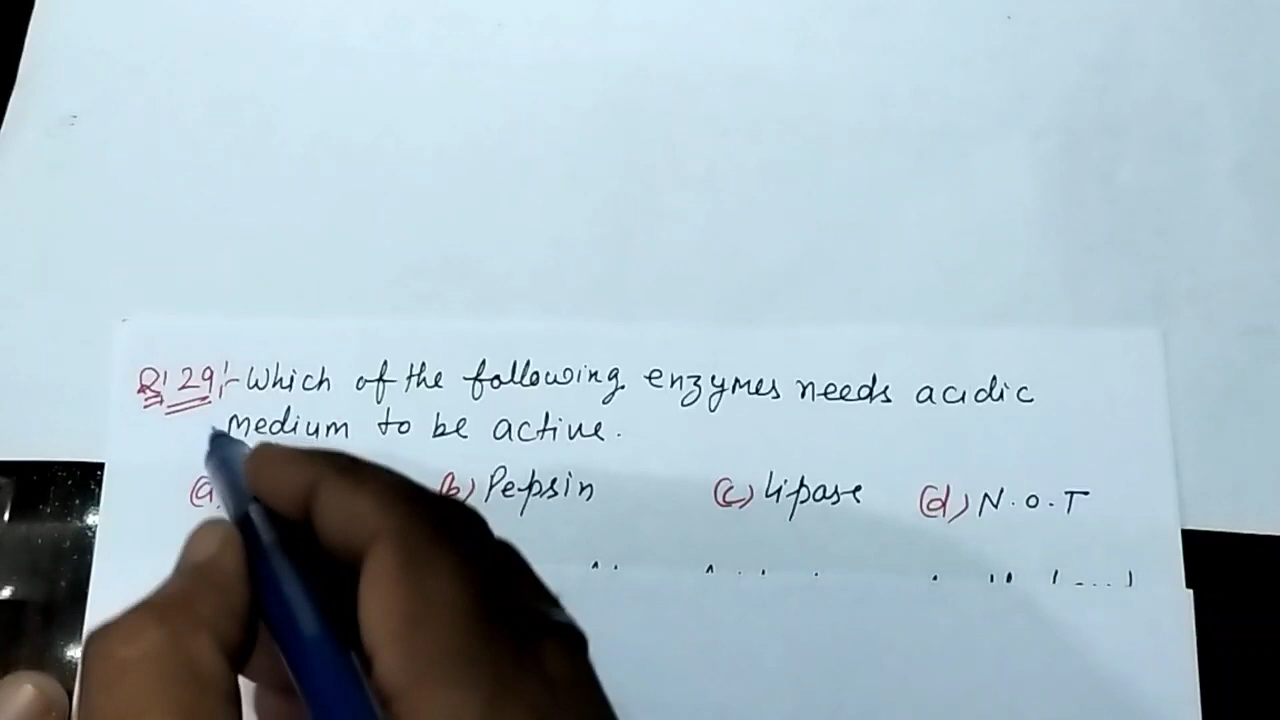 Q.29:- Which of the following enzymes needs acidic
medium to be active.
(a) (b) Pepsin (c) Lipase (d) N.O.T